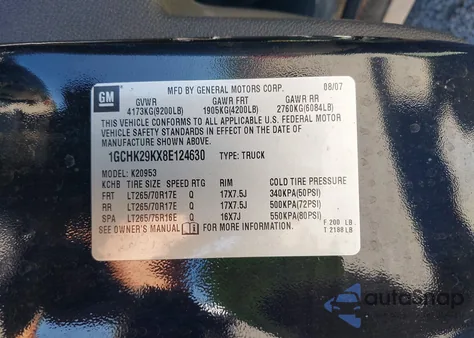 GM
MFD BY GENERAL MOTORS CORP. 08/07
GVWR GAWR FRT GAWR RR
4173KG(9200LB) 1905KG(4200LB) 2760KG(6084LB)
THIS VEHICLE CONFORMS TO ALL APPLICABLE U.S. FEDERAL MOTOR
VEHICLE SAFETY STANDARDS IN EFFECT ON THE DATE OF
MANUFACTURE SHOWN ABOVE.
1GCHK29KX8E124630 TYPE: TRUCK
MODEL: K20953
KCHB TIRE SIZE SPEED RTG RIM COLD TIRE PRESSURE
FRT LT265/70R17E Q 17X7.5J 340KPA(50PSI)
RR LT265/70R17E Q 17X7.5J 500KPA(72PSI)
SPA LT265/75R16E Q 16X7J 550KPA(80PSI)
SEE OWNER'S MANUAL FOR ADDITIONAL INFORMATION.
F 200 LB
T 2188 LB
autosnap